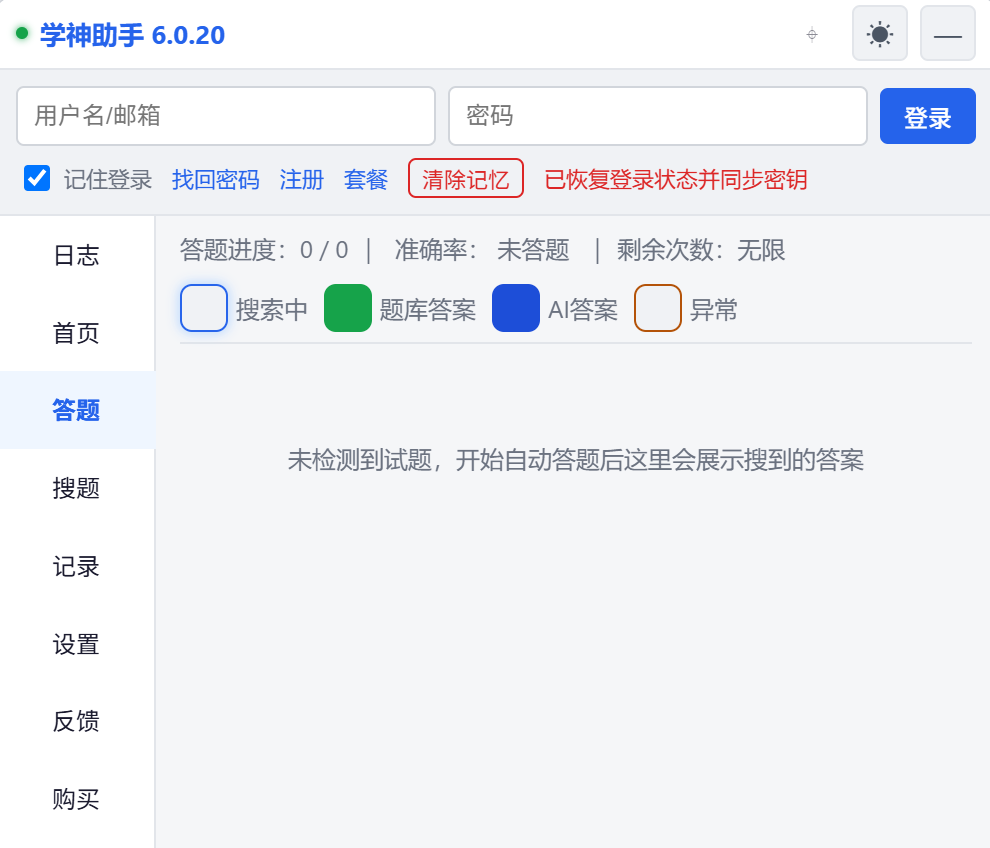 学神助手 6.0.20
用户名/邮箱 密码 登录
记住登录 找回密码 注册 套餐 清除记忆 已恢复登录状态并同步密钥
日志
首页
答题
搜题
记录
设置
反馈
购买
答题进度：0 / 0 | 准确率： 未答题 | 剩余次数：无限
搜索中 题库答案 AI答案 异常
未检测到试题，开始自动答题后这里会展示搜到的答案